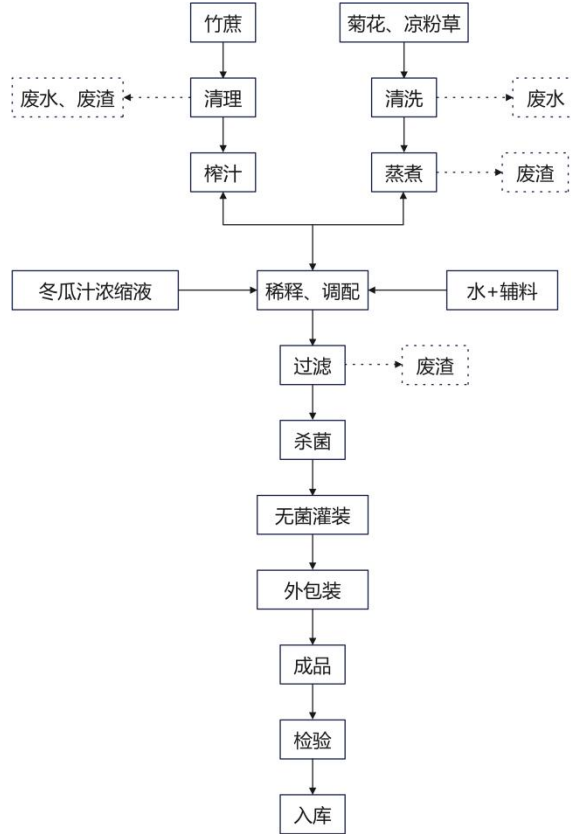 竹蔗
菊花、凉粉草
废水、废渣
清理
清洗
废水
榨汁
蒸煮
废渣
冬瓜汁浓缩液
稀释、调配
水+辅料
过滤
废渣
杀菌
无菌灌装
外包装
成品
检验
入库